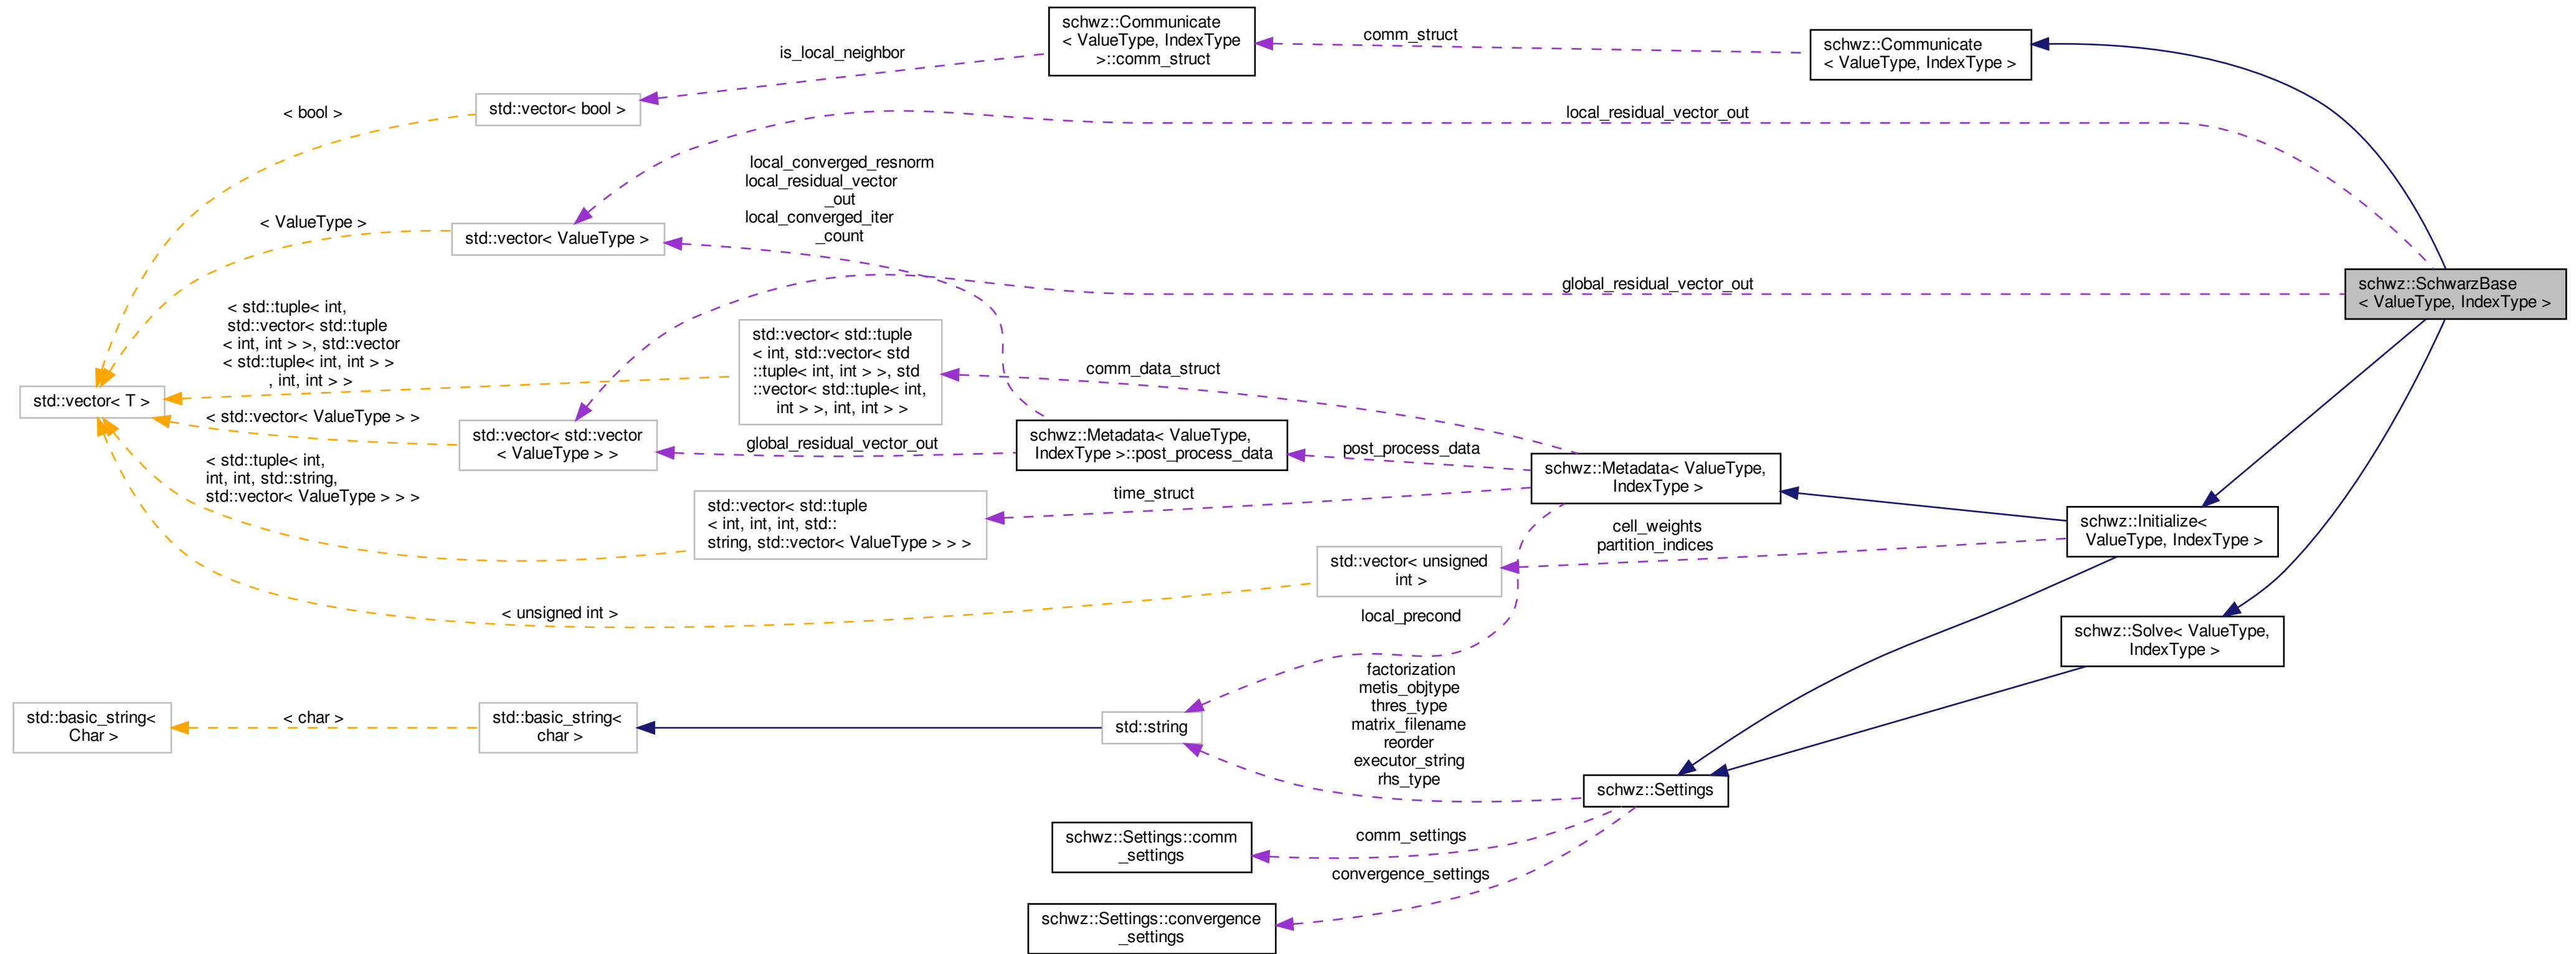 schwz::Communicate
< ValueType, IndexType
>::comm_struct
comm_struct
schwz::Communicate
< ValueType, IndexType >
is_local_neighbor
std::vector< bool >
< bool >
local_residual_vector_out
local_converged_resnorm
local_residual_vector
_out
local_converged_iter
_count
< ValueType >
std::vector< ValueType >
global_residual_vector_out
schwz::SchwarzBase
< ValueType, IndexType >
< std::tuple< int,
std::vector< std::tuple
< int, int > >, std::vector
< std::tuple< int, int > >
, int, int > >
std::vector< std::tuple
< int, std::vector< std
::tuple< int, int > >, std
::vector< std::tuple< int,
int > >, int, int > >
comm_data_struct
std::vector< T >
< std::vector< ValueType > >
std::vector< std::vector
< ValueType > >
global_residual_vector_out
schwz::Metadata< ValueType,
IndexType >::post_process_data
post_process_data
schwz::Metadata< ValueType,
IndexType >
< std::tuple< int,
int, int, std::string,
std::vector< ValueType > > >
std::vector< std::tuple
< int, int, int, std::
string, std::vector< ValueType > > >
time_struct
cell_weights
partition_indices
schwz::Initialize<
ValueType, IndexType >
std::vector< unsigned
int >
< unsigned int >
local_precond
schwz::Solve< ValueType,
IndexType >
factorization
metis_objtype
thres_type
matrix_filename
reorder
executor_string
rhs_type
std::basic_string<
Char >
< char >
std::basic_string<
char >
std::string
schwz::Settings
schwz::Settings::comm
_settings
comm_settings
convergence_settings
schwz::Settings::convergence
_settings